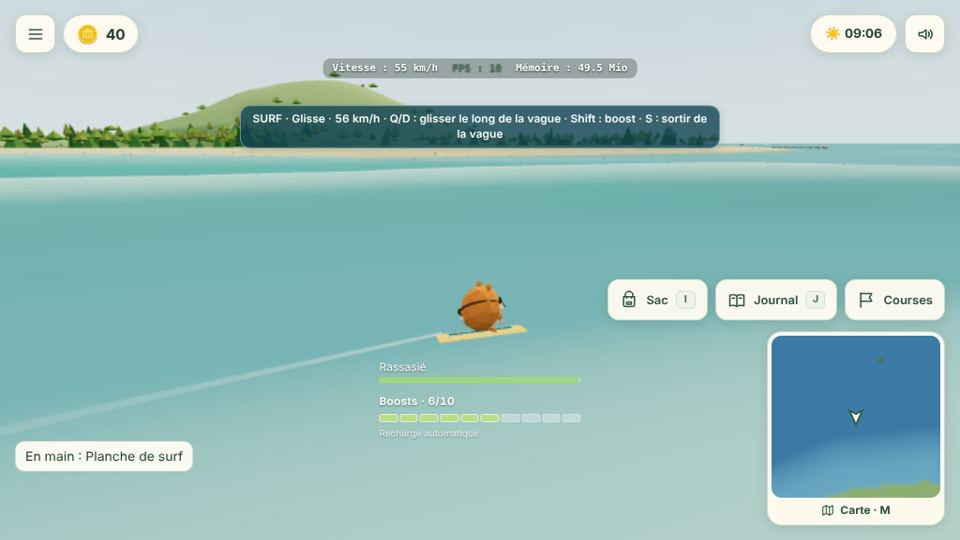 40
09:06
Vitesse : 55 km/h FPS : 10 Mémoire : 49.5 Mio
SURF · Glisse · 56 km/h · Q/D : glisser le long de la vague · Shift : boost · S : sortir de
la vague
Sac I
Journal J
Courses
Rassasié
Boosts · 6/10
Recharge automatique
En main : Planche de surf
Carte · M